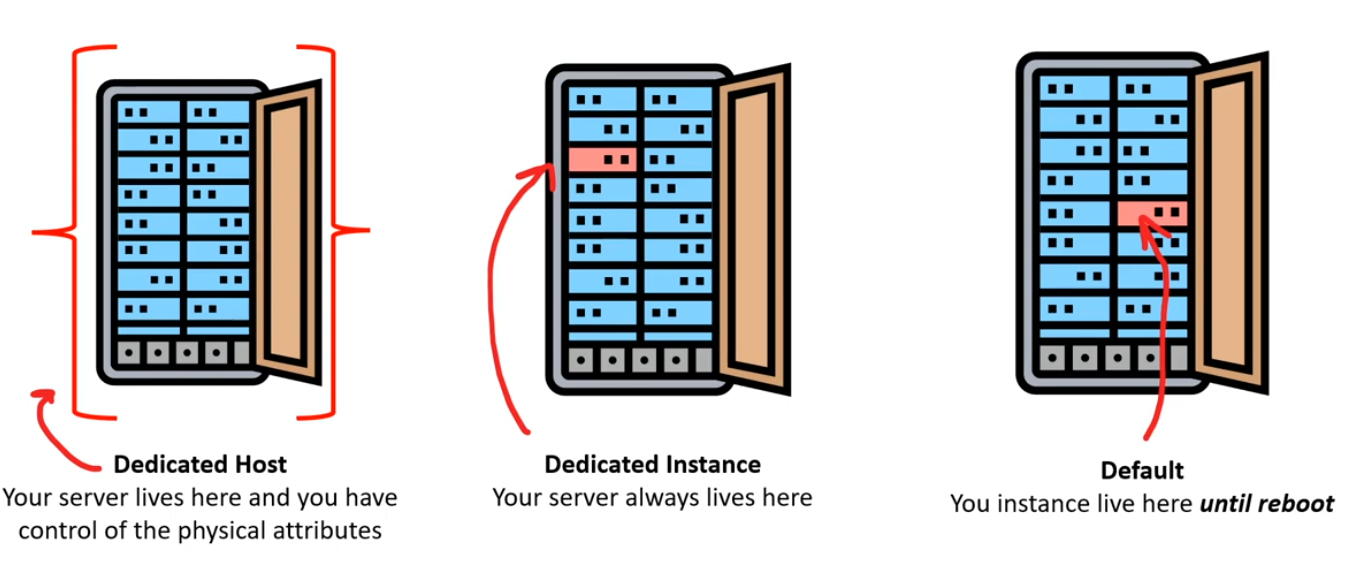 Dedicated Host
Your server lives here and you have
control of the physical attributes
Dedicated Instance
Your server always lives here
Default
You instance live here until reboot